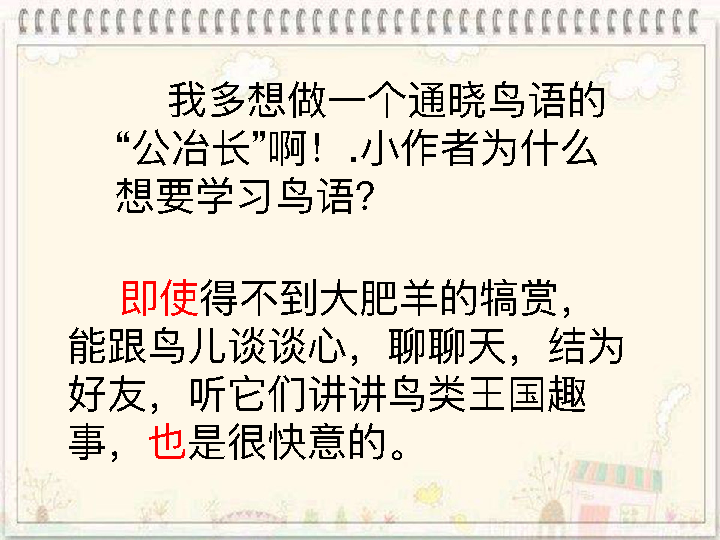 我多想做一个通晓鸟语的
“公冶长”啊！.小作者为什么
想要学习鸟语?
即使得不到大肥羊的犒赏，
能跟鸟儿谈谈心，聊聊天，结为
好友，听它们讲讲鸟类王国趣
事，也是很快意的。